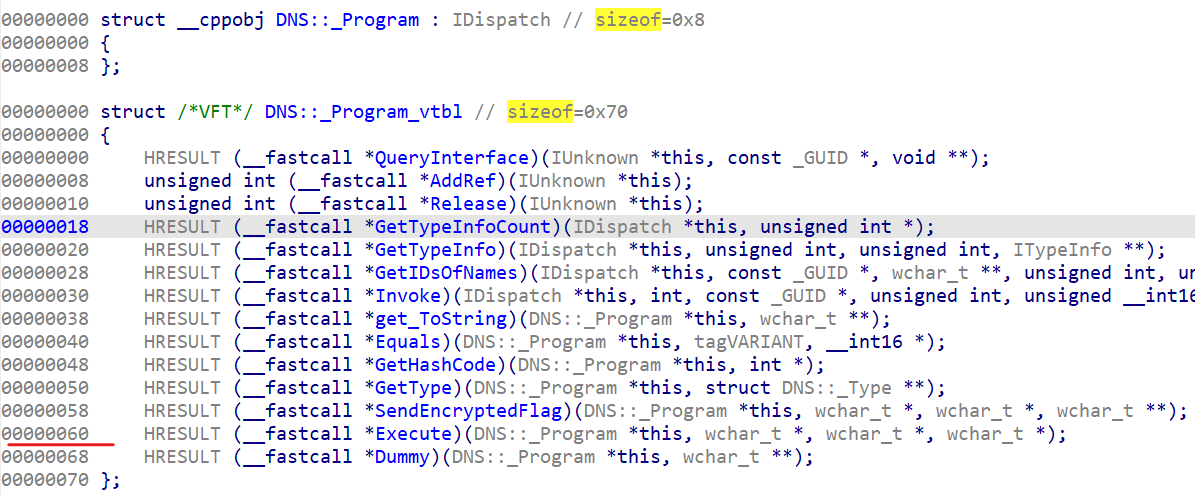 00000000 struct __cppobj DNS::_Program : IDispatch // sizeof=0x8
00000000 {
00000008 };
00000000 struct /*VFT*/ DNS::_Program_vtbl // sizeof=0x70
00000000 {
00000000     HRESULT (__fastcall *QueryInterface)(IUnknown *this, const _GUID *, void **);
00000008     unsigned int (__fastcall *AddRef)(IUnknown *this);
00000010     unsigned int (__fastcall *Release)(IUnknown *this);
00000018     HRESULT (__fastcall *GetTypeInfoCount)(IDispatch *this, unsigned int *);
00000020     HRESULT (__fastcall *GetTypeInfo)(IDispatch *this, unsigned int, unsigned int, ITypeInfo **);
00000028     HRESULT (__fastcall *GetIDsOfNames)(IDispatch *this, const _GUID *, wchar_t **, unsigned int, un
00000030     HRESULT (__fastcall *Invoke)(IDispatch *this, int, const _GUID *, unsigned int, unsigned __int16
00000038     HRESULT (__fastcall *get_ToString)(DNS::_Program *this, wchar_t **);
00000040     HRESULT (__fastcall *Equals)(DNS::_Program *this, tagVARIANT, __int16 *);
00000048     HRESULT (__fastcall *GetHashCode)(DNS::_Program *this, int *);
00000050     HRESULT (__fastcall *GetType)(DNS::_Program *this, struct DNS::_Type **);
00000058     HRESULT (__fastcall *SendEncryptedFlag)(DNS::_Program *this, wchar_t *, wchar_t *, wchar_t **);
00000060     HRESULT (__fastcall *Execute)(DNS::_Program *this, wchar_t *, wchar_t *, wchar_t *);
00000068     HRESULT (__fastcall *Dummy)(DNS::_Program *this, wchar_t **);
00000070 };